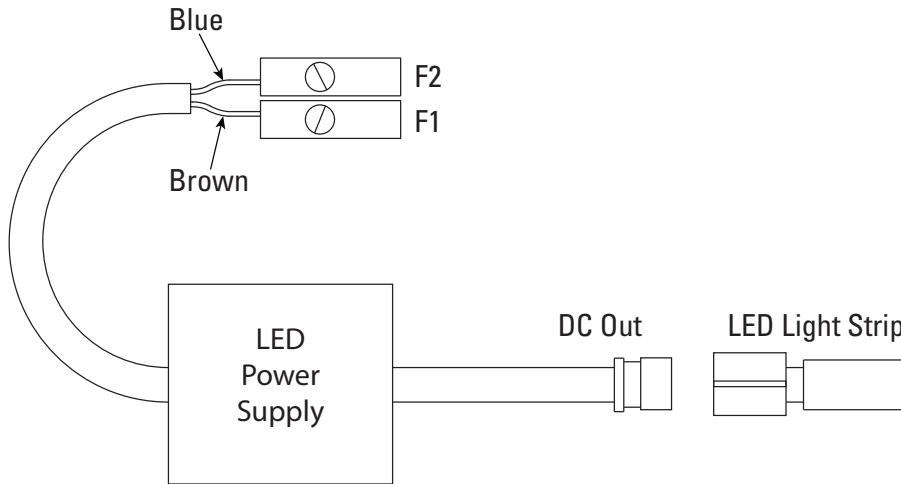 Blue
F2
F1
Brown
LED
Power
Supply
DC Out
LED Light Strip